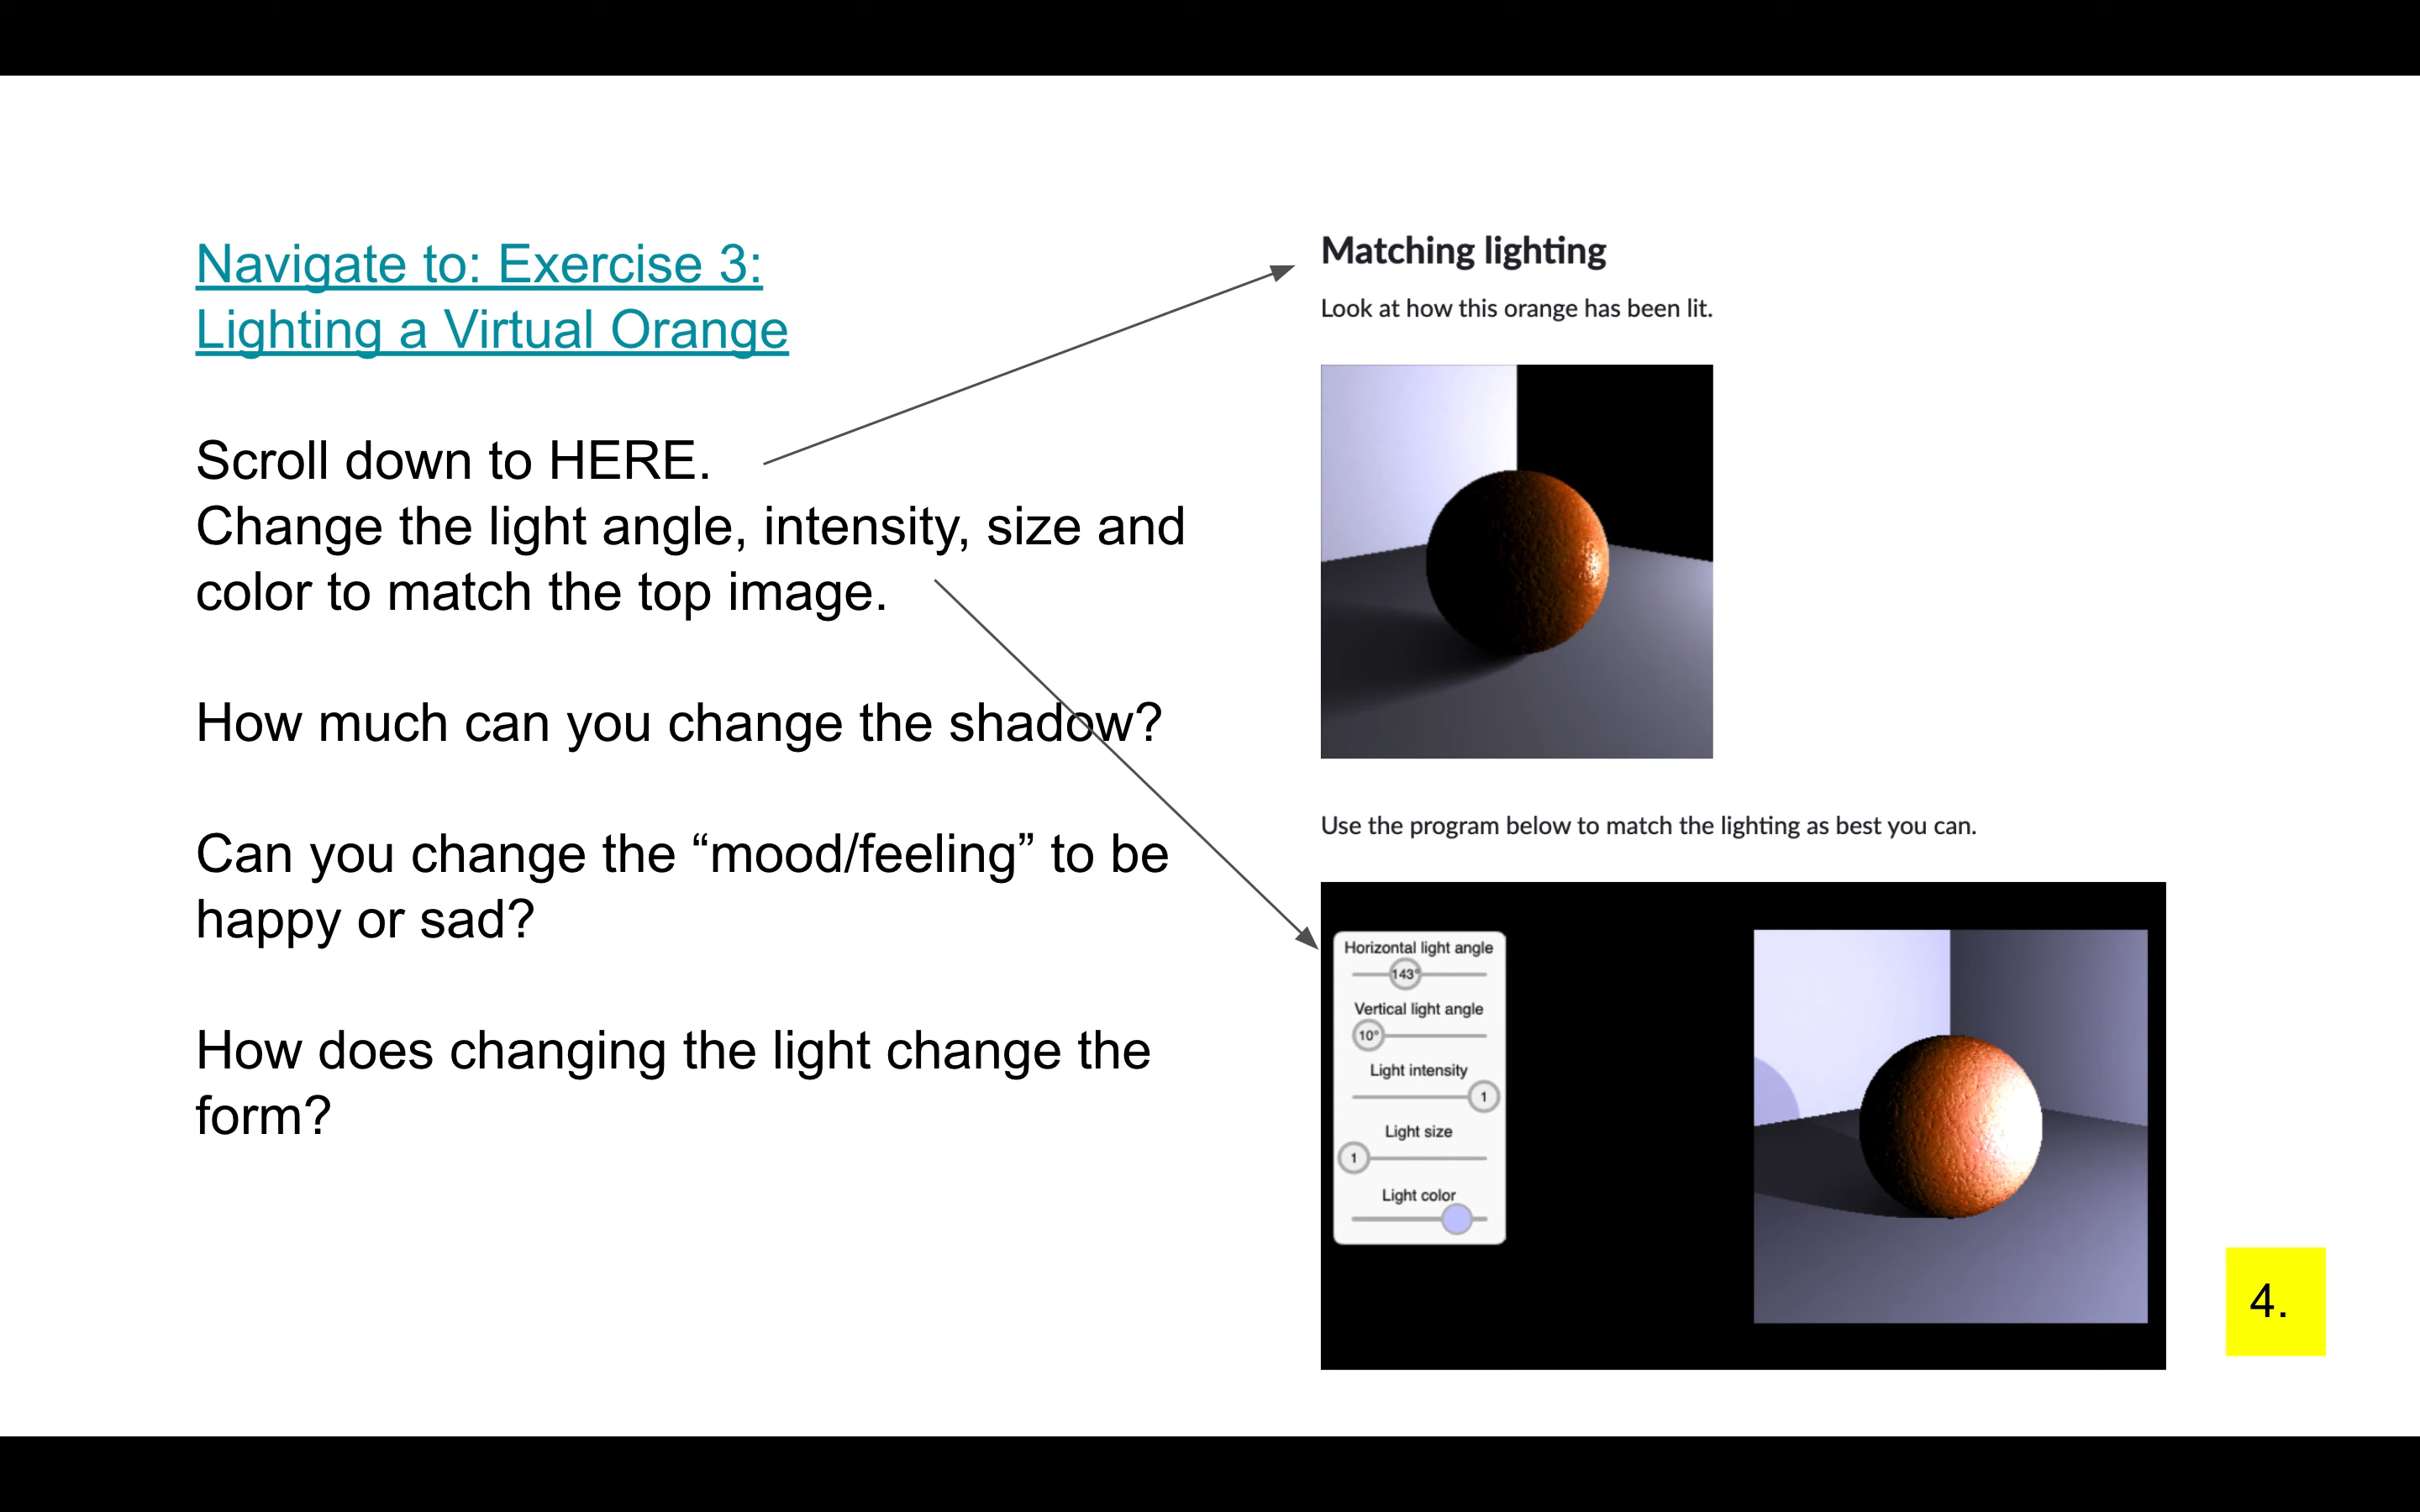 Navigate to: Exercise 3:
Lighting a Virtual Orange
Scroll down to HERE.
Change the light angle, intensity, size and
color to match the top image.
How much can you change the shadow?
Can you change the “mood/feeling” to be
happy or sad?
How does changing the light change the
form?
Matching lighting
Look at how this orange has been lit.
Use the program below to match the lighting as best you can.
Horizontal light angle
143°
Vertical light angle
10°
Light intensity
1
Light size
1
Light color
4.